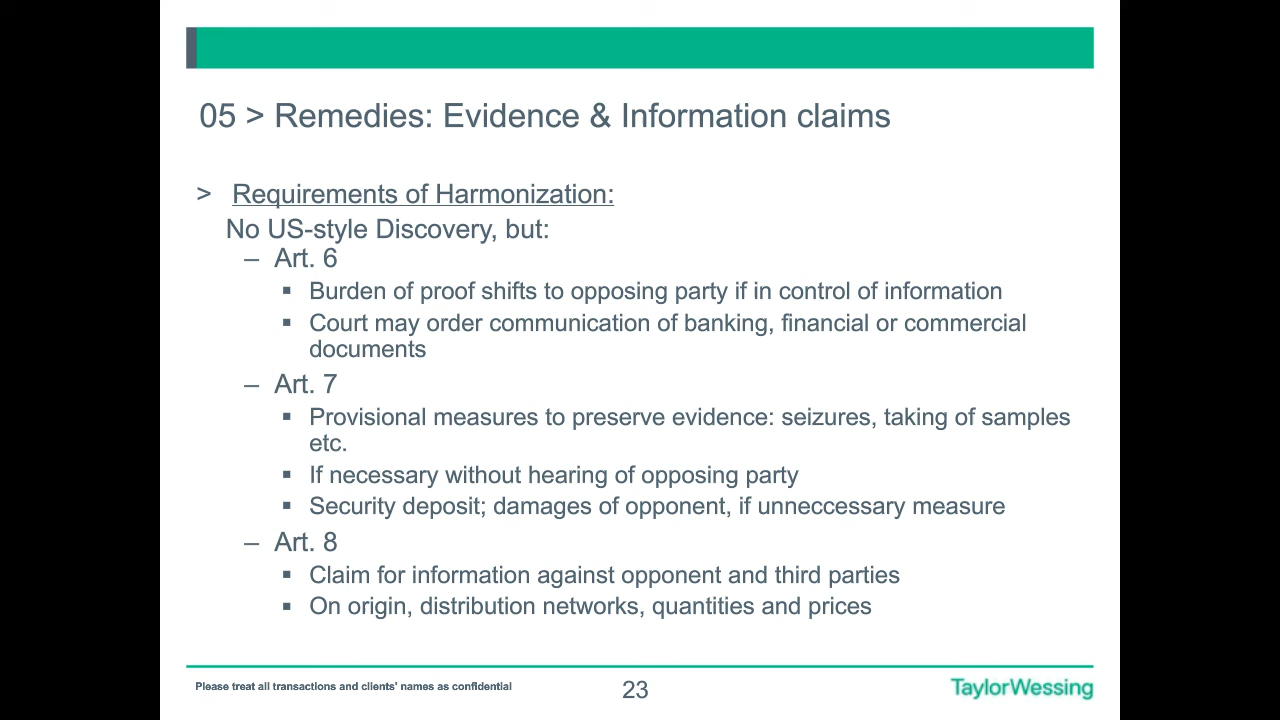 05 > Remedies: Evidence & Information claims
> Requirements of Harmonization:
No US-style Discovery, but:
– Art. 6
▪ Burden of proof shifts to opposing party if in control of information
▪ Court may order communication of banking, financial or commercial
documents
– Art. 7
▪ Provisional measures to preserve evidence: seizures, taking of samples
etc.
▪ If necessary without hearing of opposing party
▪ Security deposit; damages of opponent, if unneccessary measure
– Art. 8
▪ Claim for information against opponent and third parties
▪ On origin, distribution networks, quantities and prices
Please treat all transactions and clients' names as confidential
23
TaylorWessing